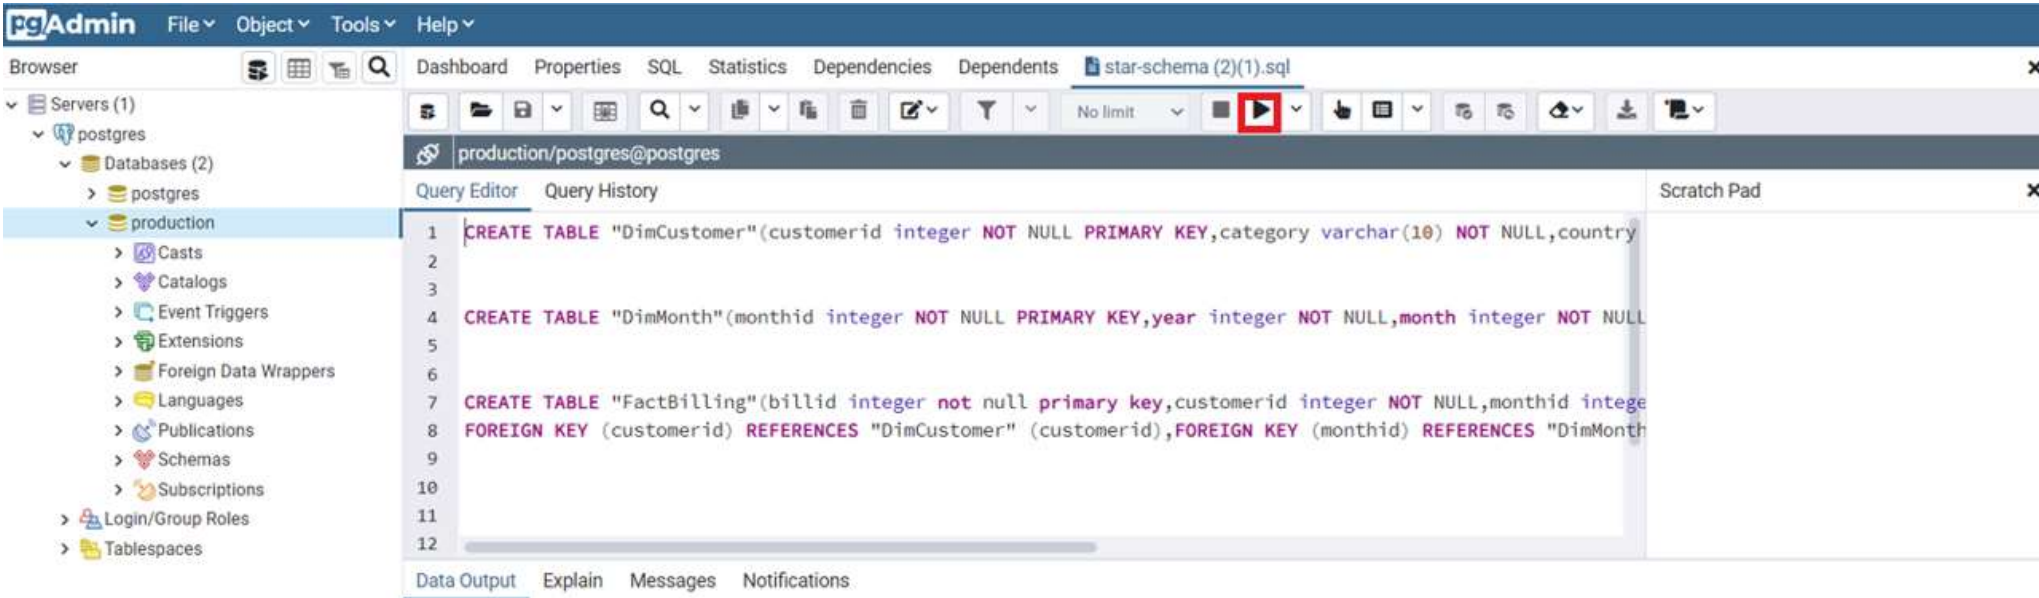 pgAdmin File Object Tools Help
Browser Dashboard Properties SQL Statistics Dependencies Dependents star-schema (2)(1).sql
Servers (1)
No limit
postgres
production/postgres@postgres
Databases (2)
postgres
Query Editor Query History Scratch Pad
production
1 CREATE TABLE "DimCustomer"(customerid integer NOT NULL PRIMARY KEY,category varchar(10) NOT NULL,country
Casts
2
Catalogs
3
Event Triggers
4 CREATE TABLE "DimMonth"(monthid integer NOT NULL PRIMARY KEY,year integer NOT NULL,month integer NOT NULL
Extensions
5
Foreign Data Wrappers
6
Languages
7 CREATE TABLE "FactBilling"(billid integer not null primary key,customerid integer NOT NULL,monthid intege
Publications
8 FOREIGN KEY (customerid) REFERENCES "DimCustomer" (customerid),FOREIGN KEY (monthid) REFERENCES "DimMonth
Schemas
9
Subscriptions
10
Login/Group Roles
11
Tablespaces
12
Data Output Explain Messages Notifications